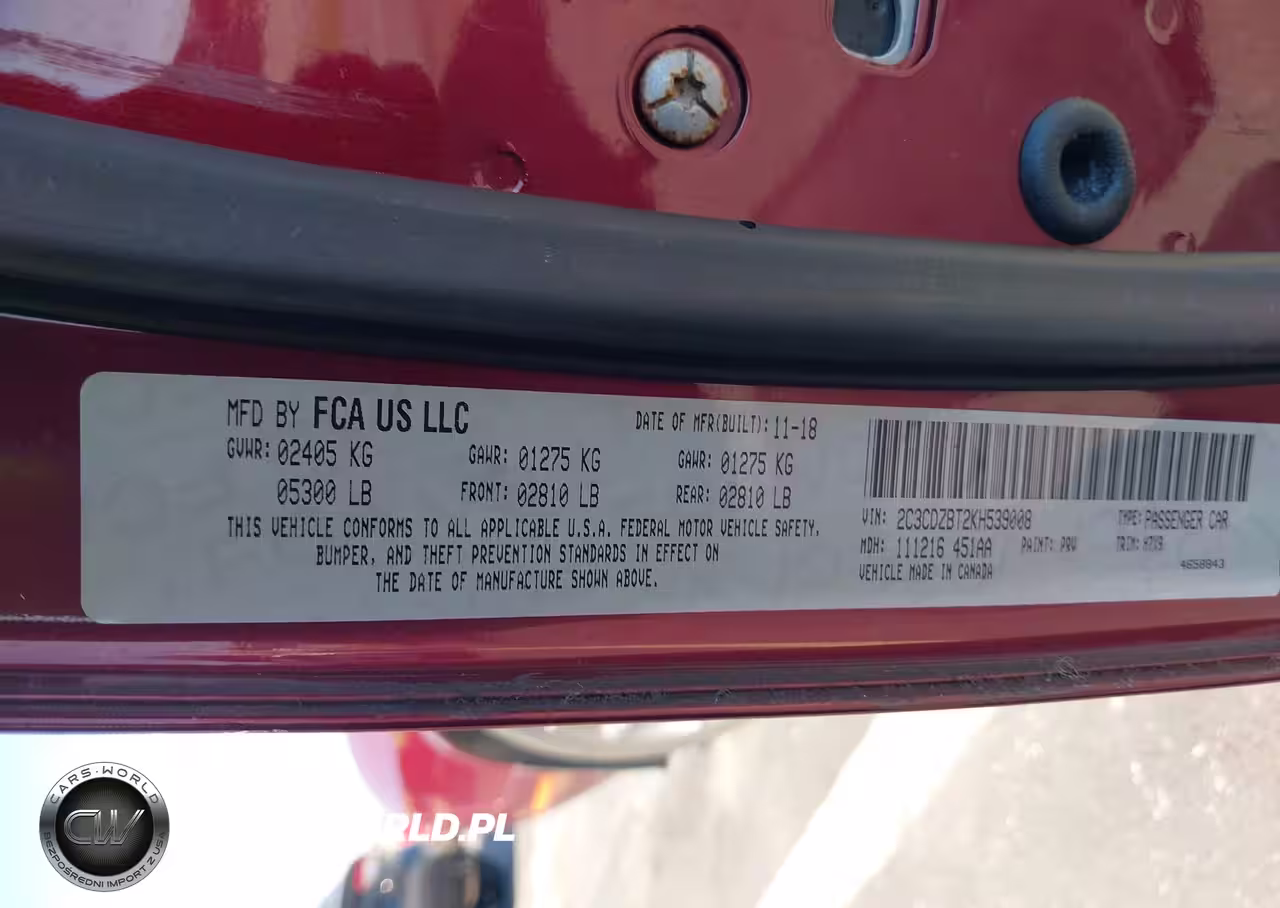 MFD BY FCA US LLC
DATE OF MFR(BUILT): 11-18
GVWR: 02405 KG
GAWR: 01275 KG
GAWR: 01275 KG
05300 LB
FRONT: 02810 LB
REAR: 02810 LB
THIS VEHICLE CONFORMS TO ALL APPLICABLE U.S.A. FEDERAL MOTOR VEHICLE SAFETY,
BUMPER, AND THEFT PREVENTION STANDARDS IN EFFECT ON
THE DATE OF MANUFACTURE SHOWN ABOVE.
VIN: 2C3CDZBT2KH539008
TYPE: PASSENGER CAR
MDH: 111216 451AA
PAINT: PRV
TRIM:
VEHICLE MADE IN CANADA
4658843
CARS-WORLD
CW
BEZPOŚREDNI IMPORT Z USA
RLD.PL